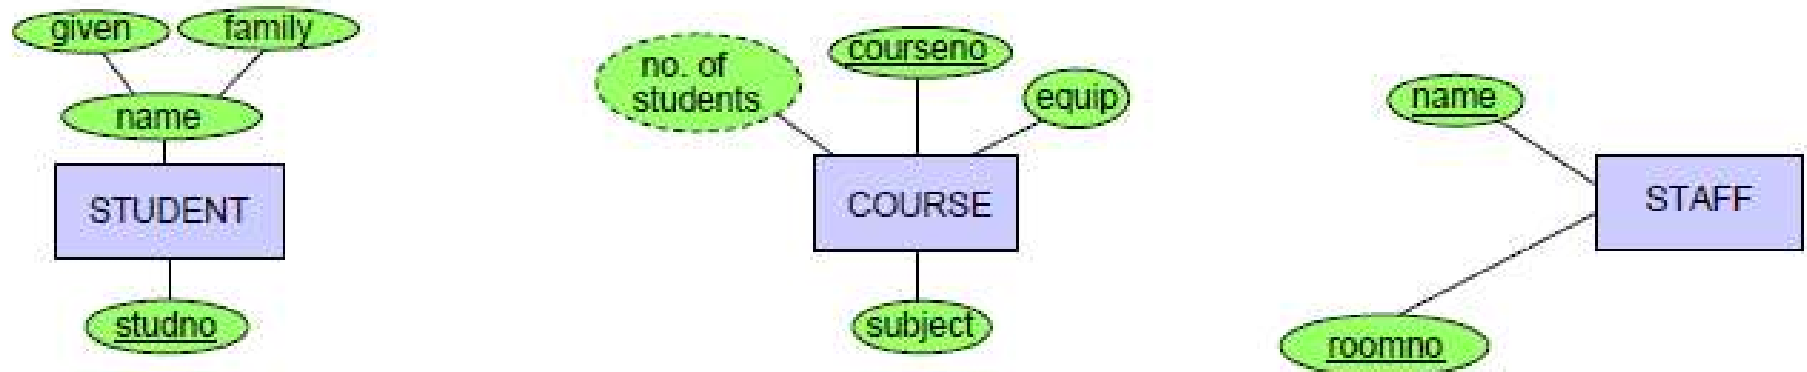 given
family
name
STUDENT
studno
no. of
students
courseno
equip
COURSE
subject
name
STAFF
roomno